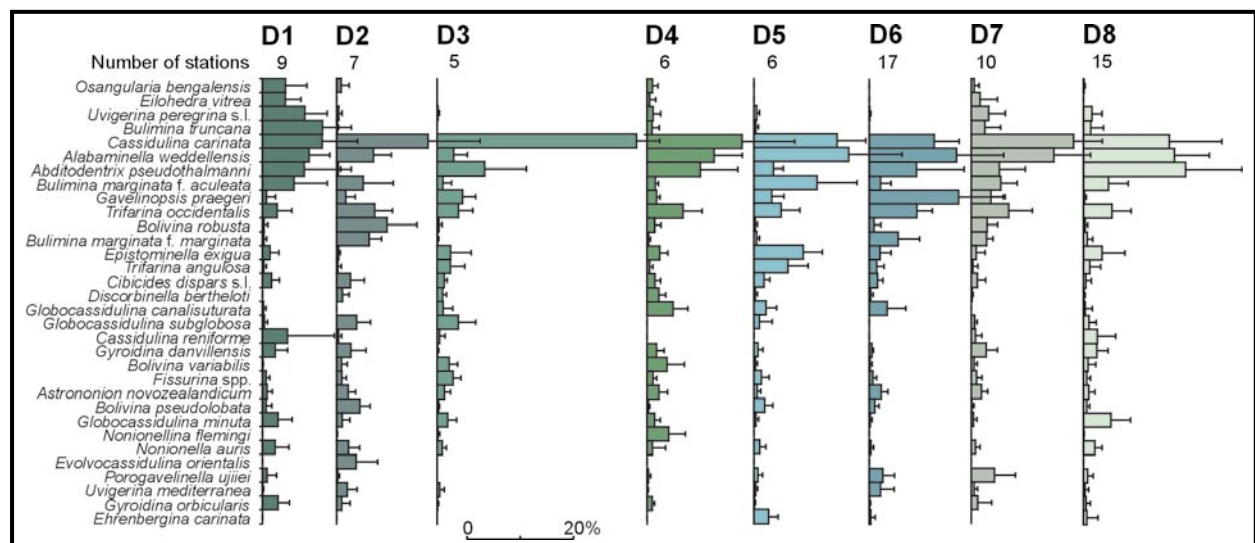 D1 D2 D3 D4 D5 D6 D7 D8
Number of stations 9 7 5 6 6 17 10 15
Osangularia bengalensis
Eilohedra vitrea
Uvigerina peregrina s.l.
Bulimina truncana
Cassidulina carinata
Alabaminella weddellensis
Abditodentrix pseudothalmanni
Bulimina marginata f. aculeata
Gavelinopsis praegeri
Trifarina occidentalis
Bolivina robusta
Bulimina marginata f. marginata
Epistominella exigua
Trifarina angulosa
Cibicides dispars s.l.
Discorbinella bertheloti
Globocassidulina canalisuturata
Globocassidulina subglobosa
Cassidulina reniforme
Gyroidina danvillensis
Bolivina variabilis
Fissurina spp.
Astrononion novozealandicum
Bolivina pseudolobata
Globocassidulina minuta
Nonionellina flemingi
Nonionella auris
Evolvocassidulina orientalis
Porogavelinella ujiiei
Uvigerina mediterranea
Gyroidina orbicularis
Ehrenbergina carinata
0 20%